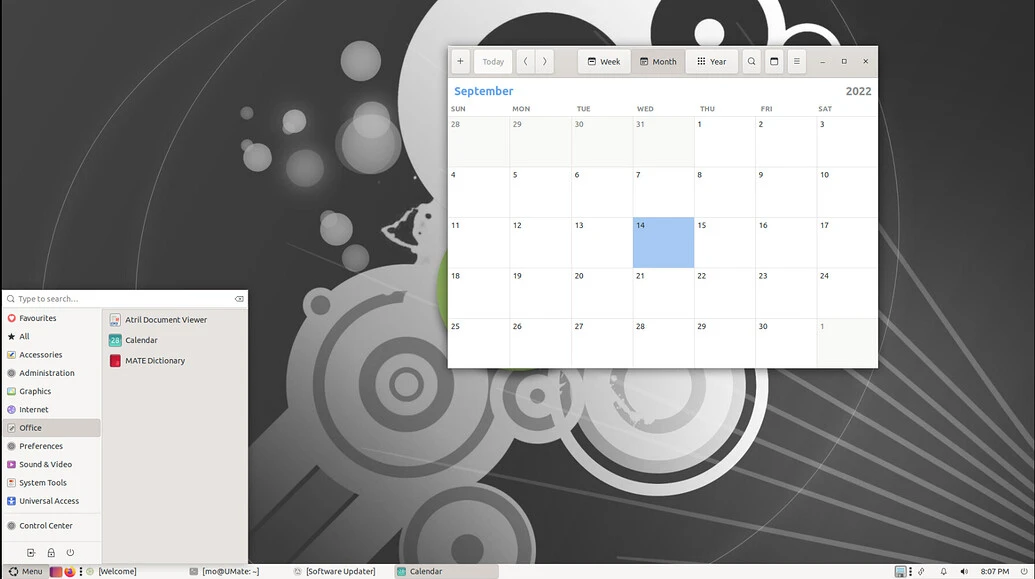 Today
Week
Month
Year
September
2022
SUN MON TUE WED THU FRI SAT
28 29 30 31 1 2 3
4 5 6 7 8 9 10
11 12 13 14 15 16 17
18 19 20 21 22 23 24
25 26 27 28 29 30 1
Type to search...
Favourites
All
Accessories
Administration
Graphics
Internet
Office
Preferences
Sound & Video
System Tools
Universal Access
Control Center
Atril Document Viewer
28 Calendar
MATE Dictionary
Menu [Welcome] [mo@UMate: ~] [Software Updater] 28 Calendar 8:07 PM